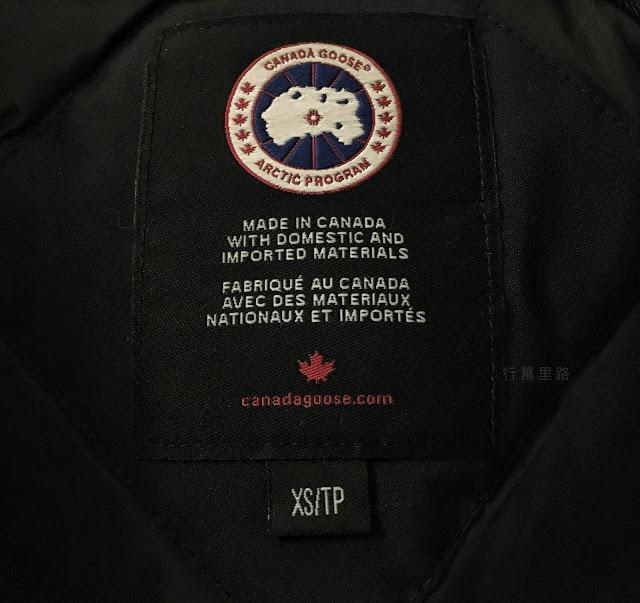 CANADA GOOSE®
ARCTIC PROGRAM
MADE IN CANADA
WITH DOMESTIC AND
IMPORTED MATERIALS
FABRIQUÉ AU CANADA
AVEC DES MATERIAUX
NATIONAUX ET IMPORTÉS
行萬里路
canadagoose.com
XS/TP